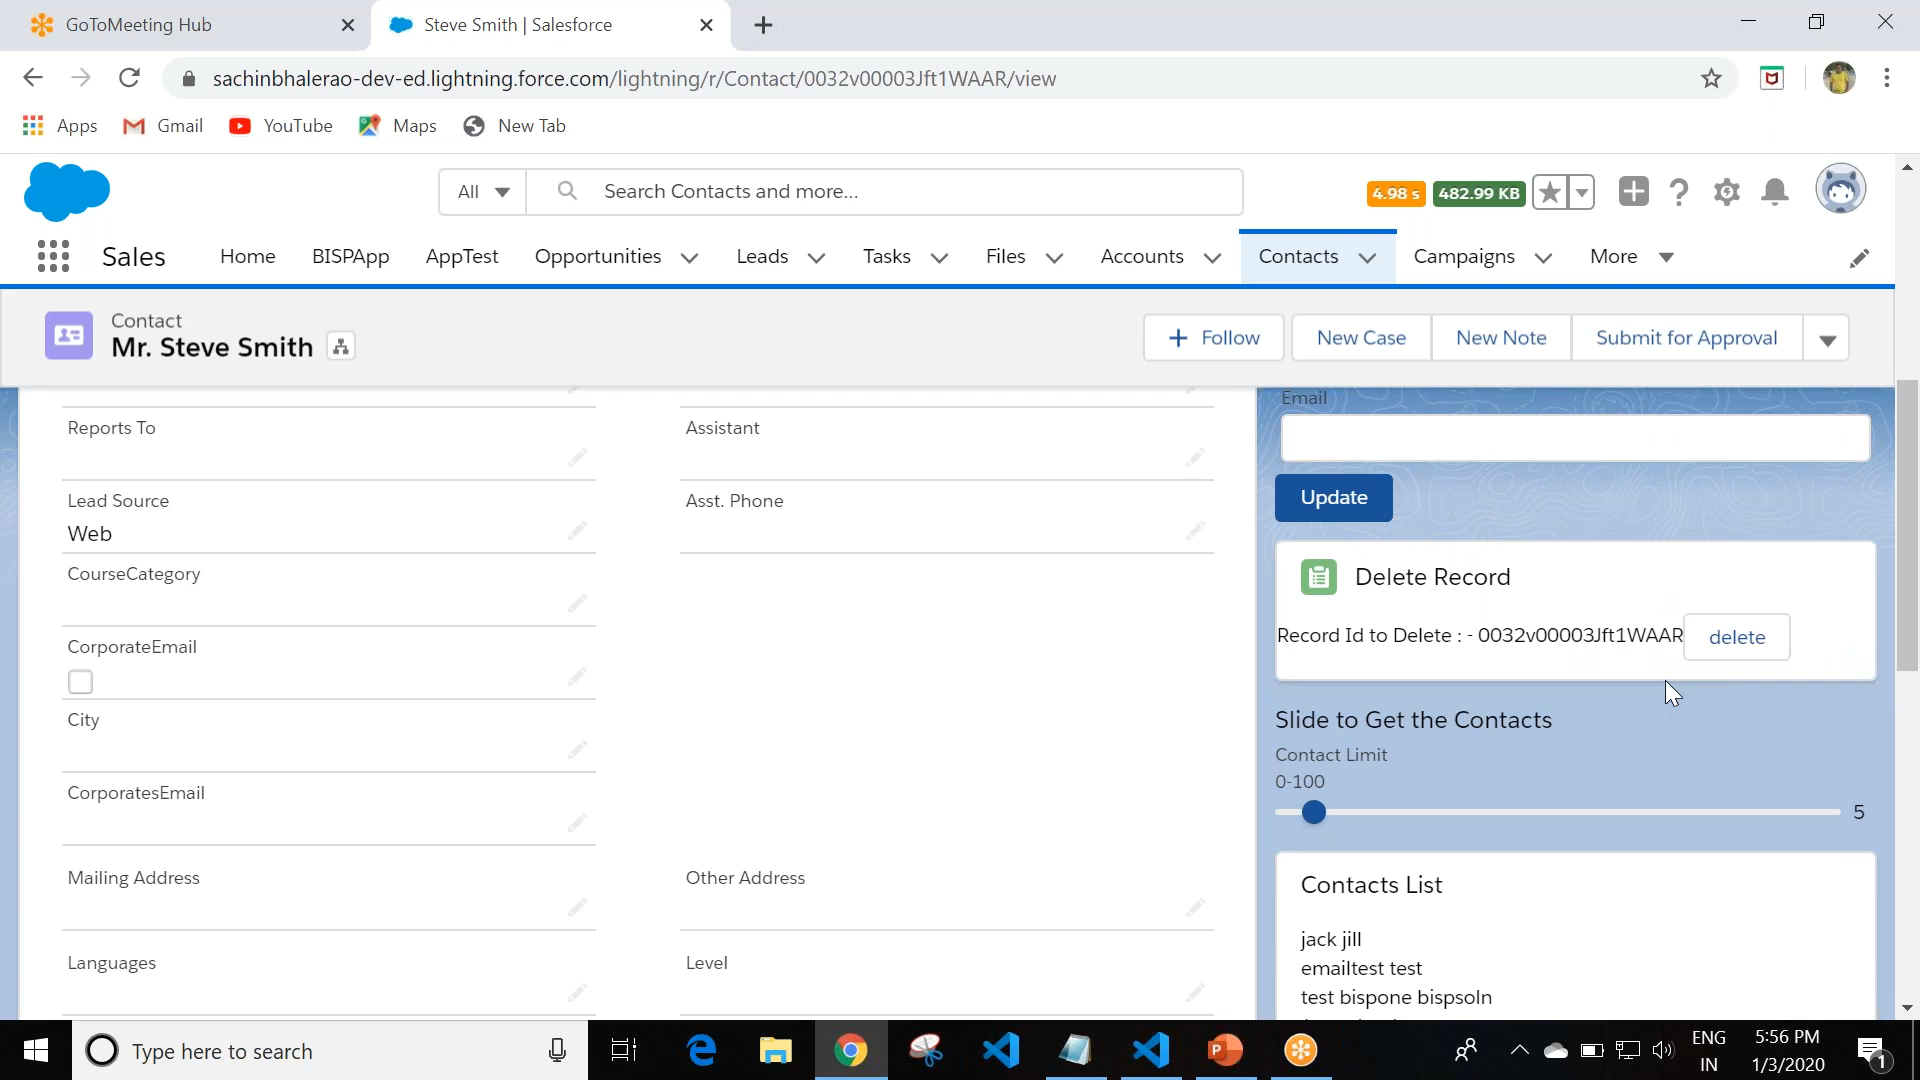 GoToMeeting Hub
Steve Smith | Salesforce
sachinbhalerao-dev-ed.lightning.force.com/lightning/r/Contact/0032v00003Jft1WAAR/view
Apps Gmail YouTube Maps New Tab
All Search Contacts and more...
4.98 s 482.99 KB
Sales Home BISPApp AppTest Opportunities Leads Tasks Files Accounts Contacts Campaigns More
Contact
Mr. Steve Smith
Follow New Case New Note Submit for Approval
Reports To
Assistant
Lead Source
Web
Asst. Phone
CourseCategory
CorporateEmail
City
CorporatesEmail
Mailing Address
Other Address
Languages
Level
Email
Update
Delete Record
Record Id to Delete : - 0032v00003Jft1WAAR delete
Slide to Get the Contacts
Contact Limit
0-100
5
Contacts List
jack jill
emailtest test
test bispone bispsoln
Type here to search
ENG
IN
5:56 PM
1/3/2020
1